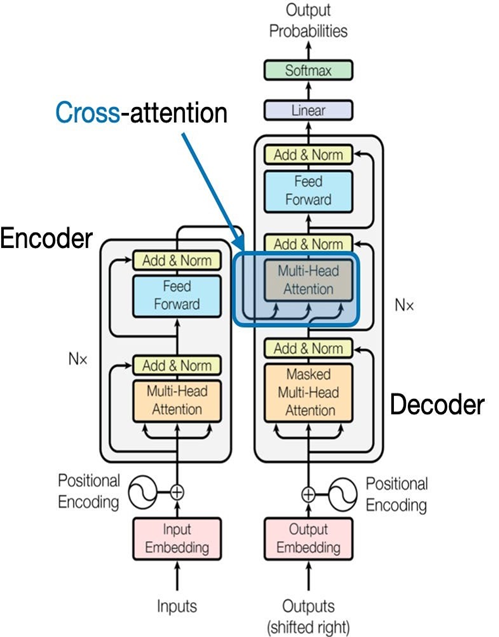 Output
Probabilities
Softmax
Linear
Cross-attention
Add & Norm
Feed
Forward
Encoder
Add & Norm
Multi-Head
Attention
Add & Norm
Feed
Forward
Nx
Add & Norm
Nx
Add & Norm
Masked
Multi-Head
Attention
Multi-Head
Attention
Decoder
Positional
Encoding
Positional
Encoding
Input
Embedding
Output
Embedding
Inputs
Outputs
(shifted right)